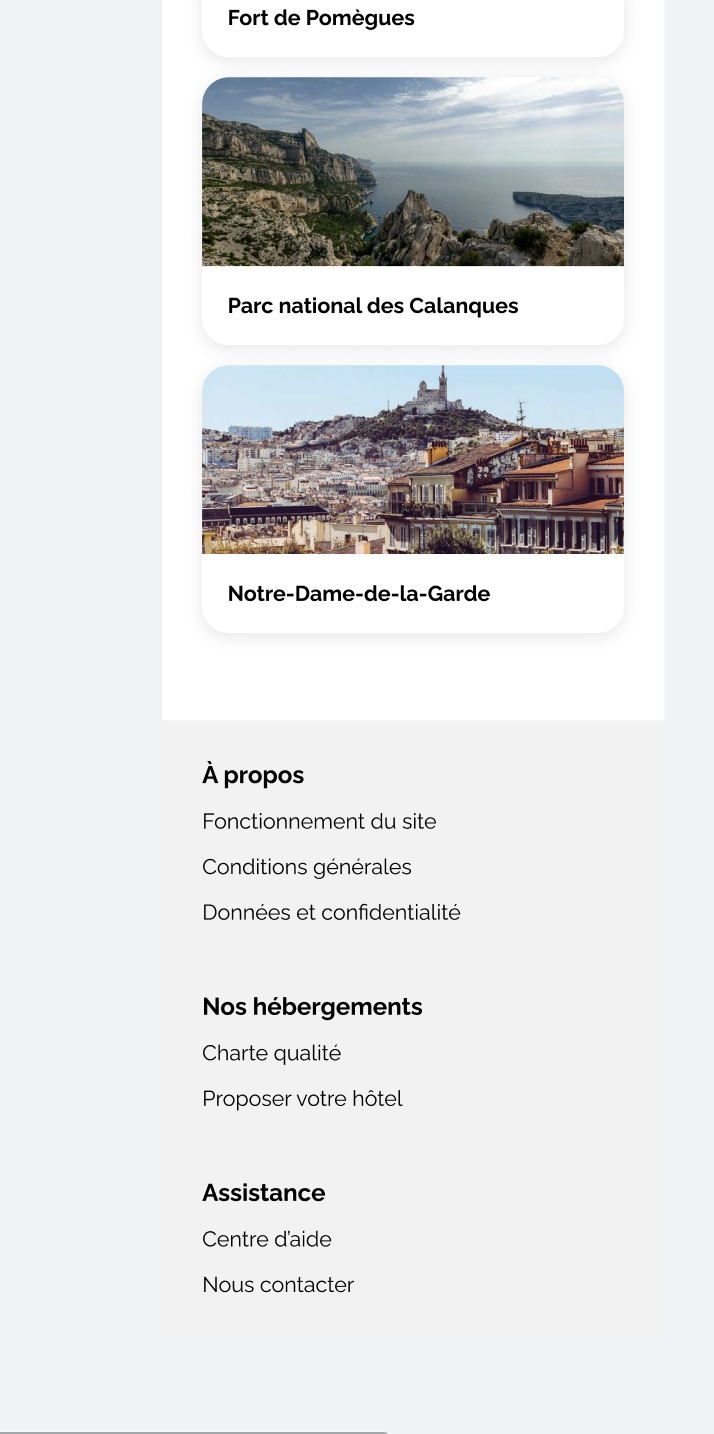 Fort de Pomègues
Parc national des Calanques
Notre-Dame-de-la-Garde
À propos
Fonctionnement du site
Conditions générales
Données et confidentialité
Nos hébergements
Charte qualité
Proposer votre hôtel
Assistance
Centre d’aide
Nous contacter